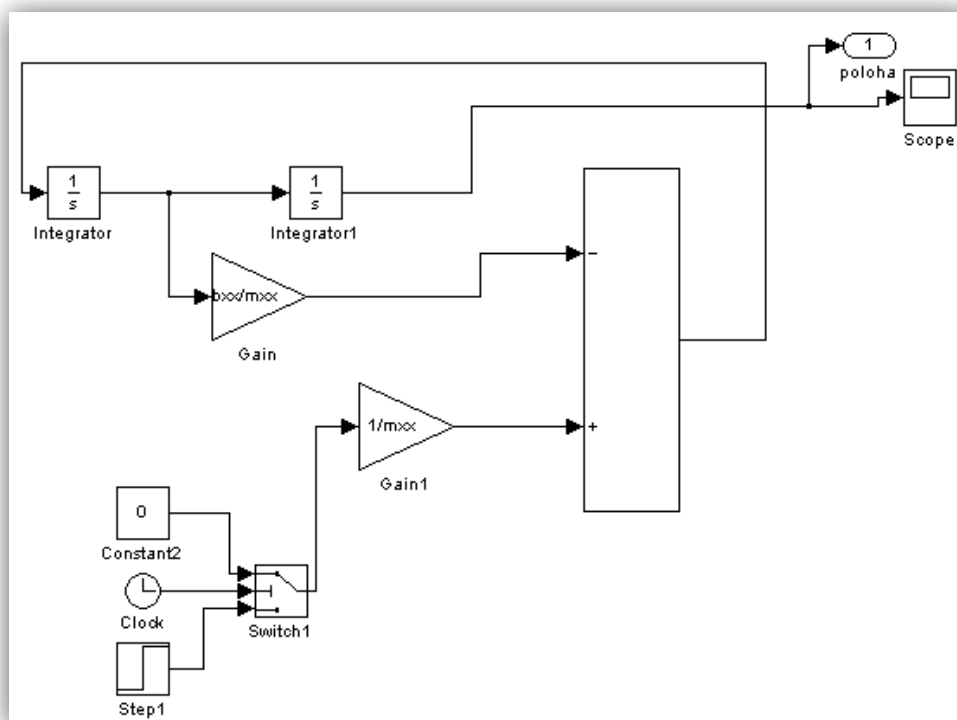 1
poloha
Scope
1
s
Integrator
1
s
Integrator1
−
bxx/mxx
Gain
1/mxx
+
Gain1
0
Constant2
Clock
Switch1
Step1